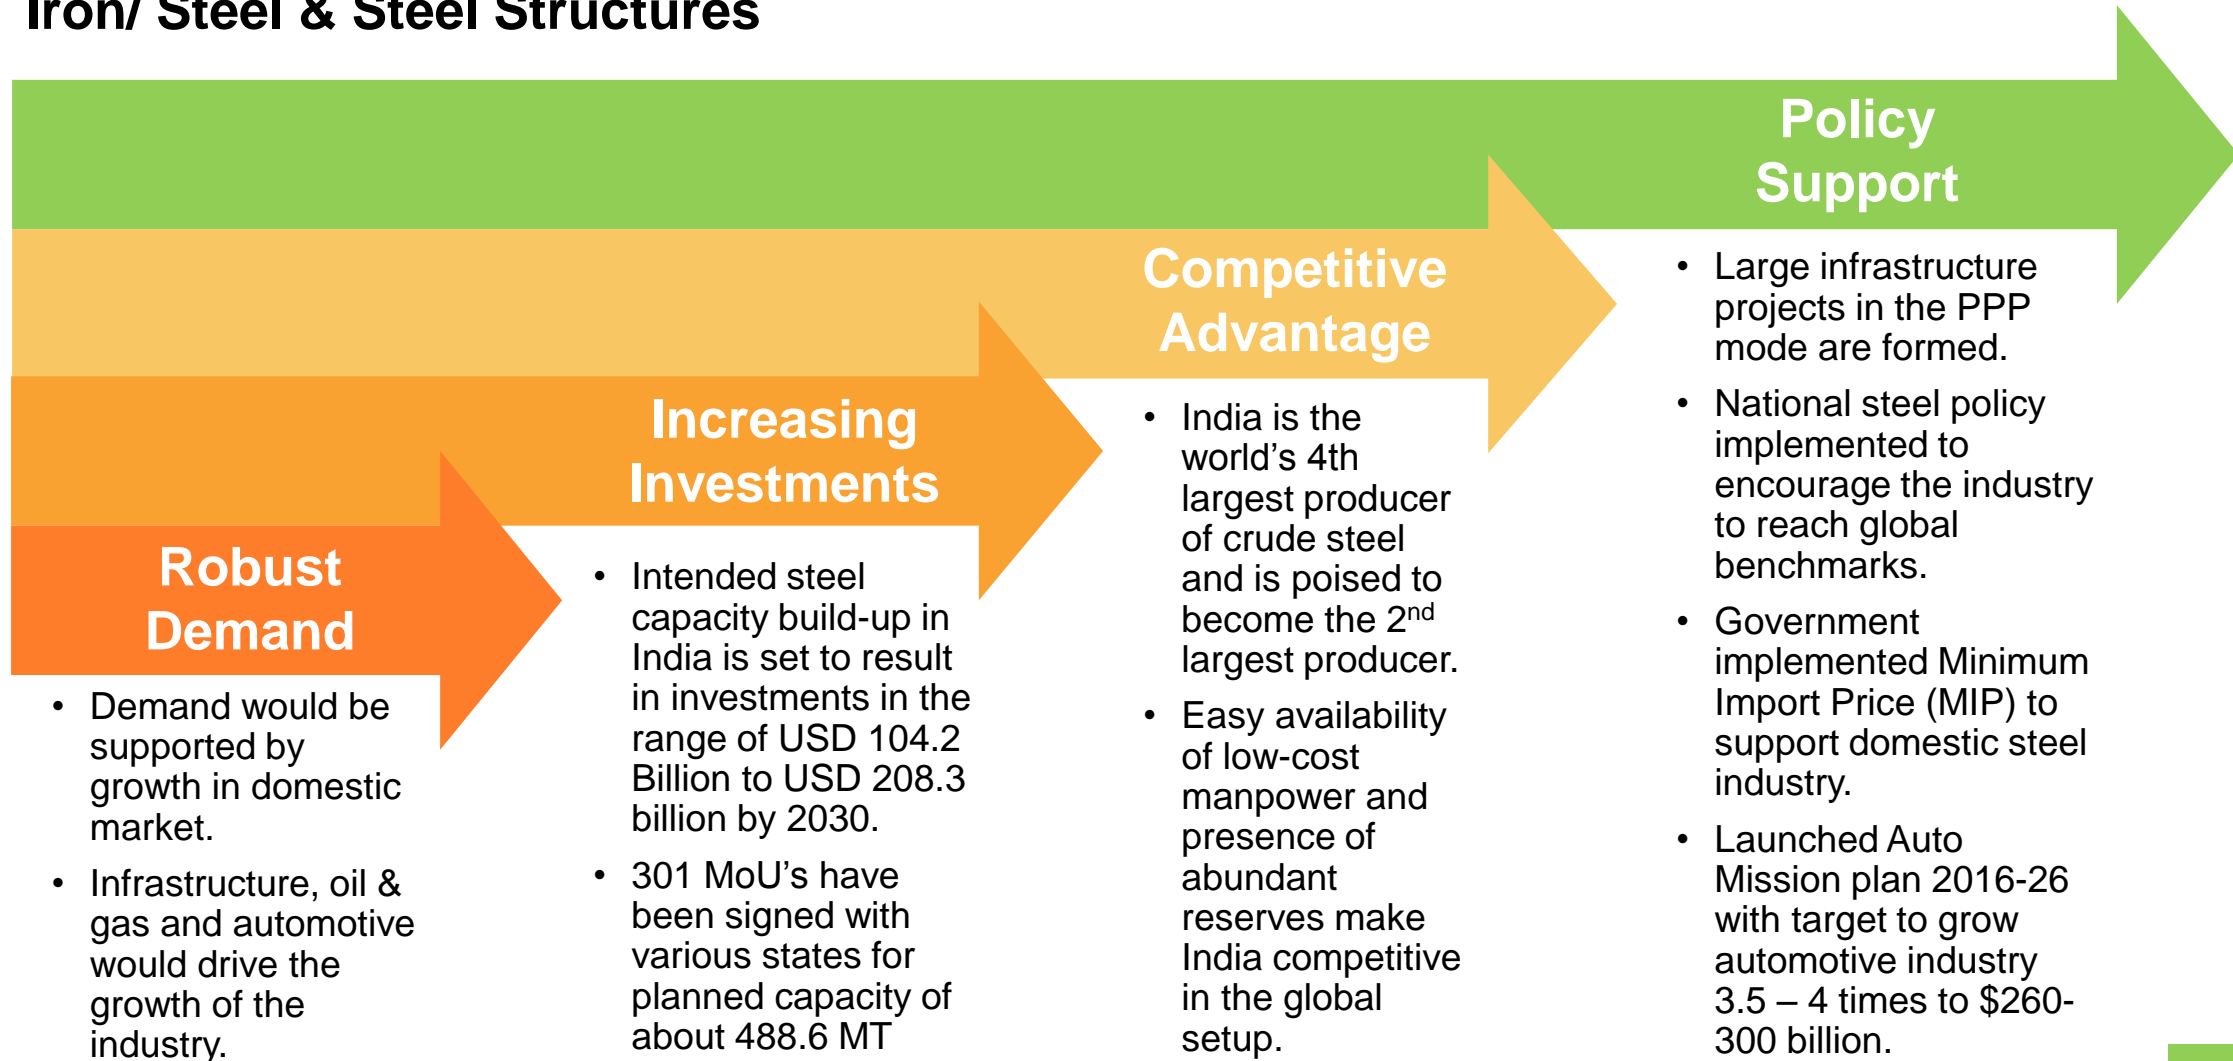 Iron/ Steel & Steel Structures
Policy
Support
Competitive
Advantage
Increasing
Investments
Robust
Demand
• Demand would be
supported by
growth in domestic
market.
• Infrastructure, oil &
gas and automotive
would drive the
growth of the
industry.
• Intended steel
capacity build-up in
India is set to result
in investments in the
range of USD 104.2
Billion to USD 208.3
billion by 2030.
• 301 MoU’s have
been signed with
various states for
planned capacity of
about 488.6 MT
• India is the
world’s 4th
largest producer
of crude steel
and is poised to
become the 2nd
largest producer.
• Easy availability
of low-cost
manpower and
presence of
abundant
reserves make
India competitive
in the global
setup.
• Large infrastructure
projects in the PPP
mode are formed.
• National steel policy
implemented to
encourage the industry
to reach global
benchmarks.
• Government
implemented Minimum
Import Price (MIP) to
support domestic steel
industry.
• Launched Auto
Mission plan 2016-26
with target to grow
automotive industry
3.5 – 4 times to $260-
300 billion.